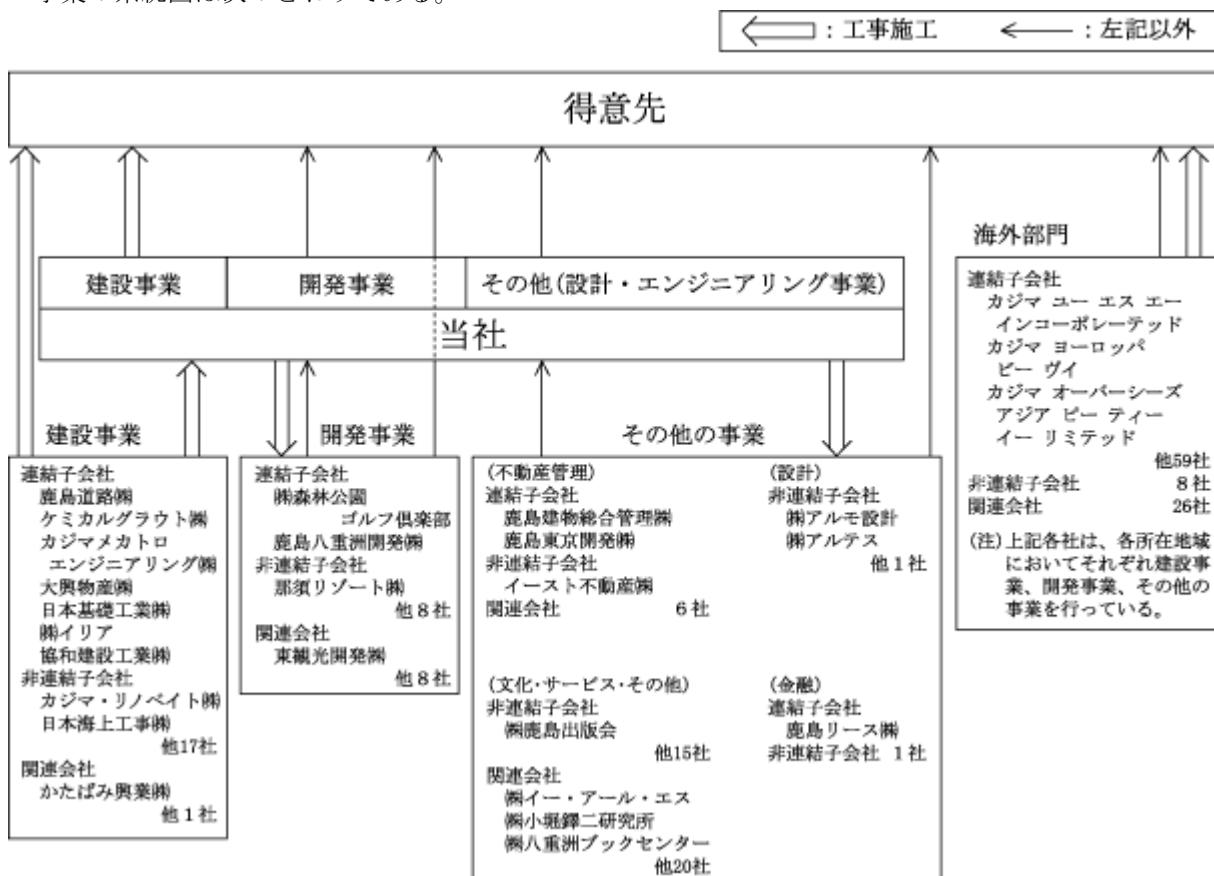 事業の系統図は次のとおりである。
：工事施工　：左記以外
得意先
建設事業
開発事業
その他(設計・エンジニアリング事業)
当社
建設事業
連結子会社
鹿島道路㈱
ケミカルグラウト㈱
カジマメカトロ
エンジニアリング㈱
大興物産㈱
日本基礎工業㈱
㈱イリア
協和建設工業㈱
非連結子会社
カジマ・リノベイト㈱
日本海上工事㈱
他17社
関連会社
かたばみ興業㈱
他１社
開発事業
連結子会社
㈱森林公園
ゴルフ倶楽部
鹿島八重洲開発㈱
非連結子会社
那須リゾート㈱
他８社
関連会社
東観光開発㈱
他８社
その他の事業
(不動産管理)
連結子会社
鹿島建物総合管理㈱
鹿島東京開発㈱
非連結子会社
イースト不動産㈱
関連会社　６社
(設計)
非連結子会社
㈱アルモ設計
㈱アルテス
他１社
(文化・サービス・その他)
非連結子会社
㈱鹿島出版会
他15社
関連会社
㈱イー・アール・エス
㈱小堀鐸二研究所
㈱八重洲ブックセンター
他20社
(金融)
連結子会社
鹿島リース㈱
非連結子会社 １社
海外部門
連結子会社
カジマ ユー エス エー
インコーポレーテッド
カジマ ヨーロッパ
ビー ヴイ
カジマ オーバーシーズ
アジア ピー ティー
イー リミテッド
他59社
非連結子会社　８社
関連会社　26社
(注)上記各社は、各所在地域
においてそれぞれ建設事
業、開発事業、その他の
事業を行っている。